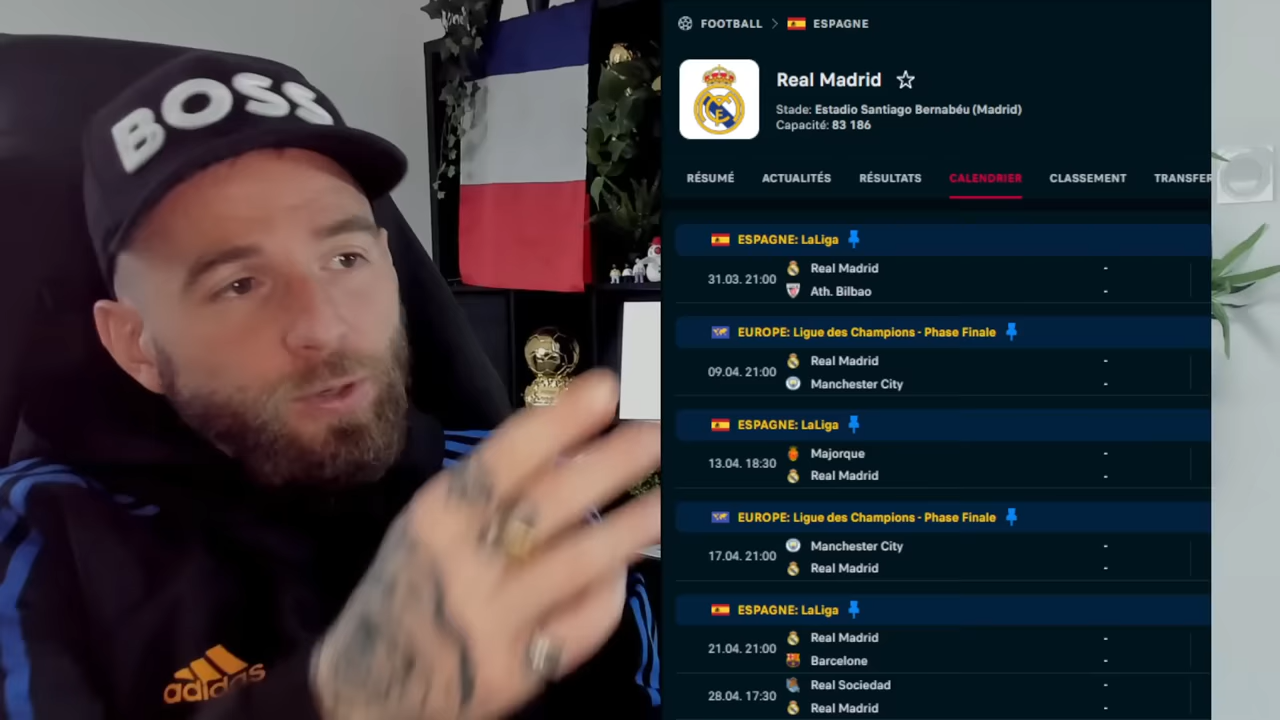 BOSS
adidas
FOOTBALL
ESPAGNE
Real Madrid
Stade: Estadio Santiago Bernabéu (Madrid)
Capacité: 83 186
RÉSUMÉ ACTUALITÉS RÉSULTATS CALENDRIER CLASSEMENT TRANSFER
ESPAGNE: LaLiga
31.03. 21:00 Real Madrid -
Ath. Bilbao -
EUROPE: Ligue des Champions - Phase Finale
09.04. 21:00 Real Madrid -
Manchester City -
ESPAGNE: LaLiga
13.04. 18:30 Majorque -
Real Madrid -
EUROPE: Ligue des Champions - Phase Finale
17.04. 21:00 Manchester City -
Real Madrid -
ESPAGNE: LaLiga
21.04. 21:00 Real Madrid -
Barcelone -
28.04. 17:30 Real Sociedad -
Real Madrid -